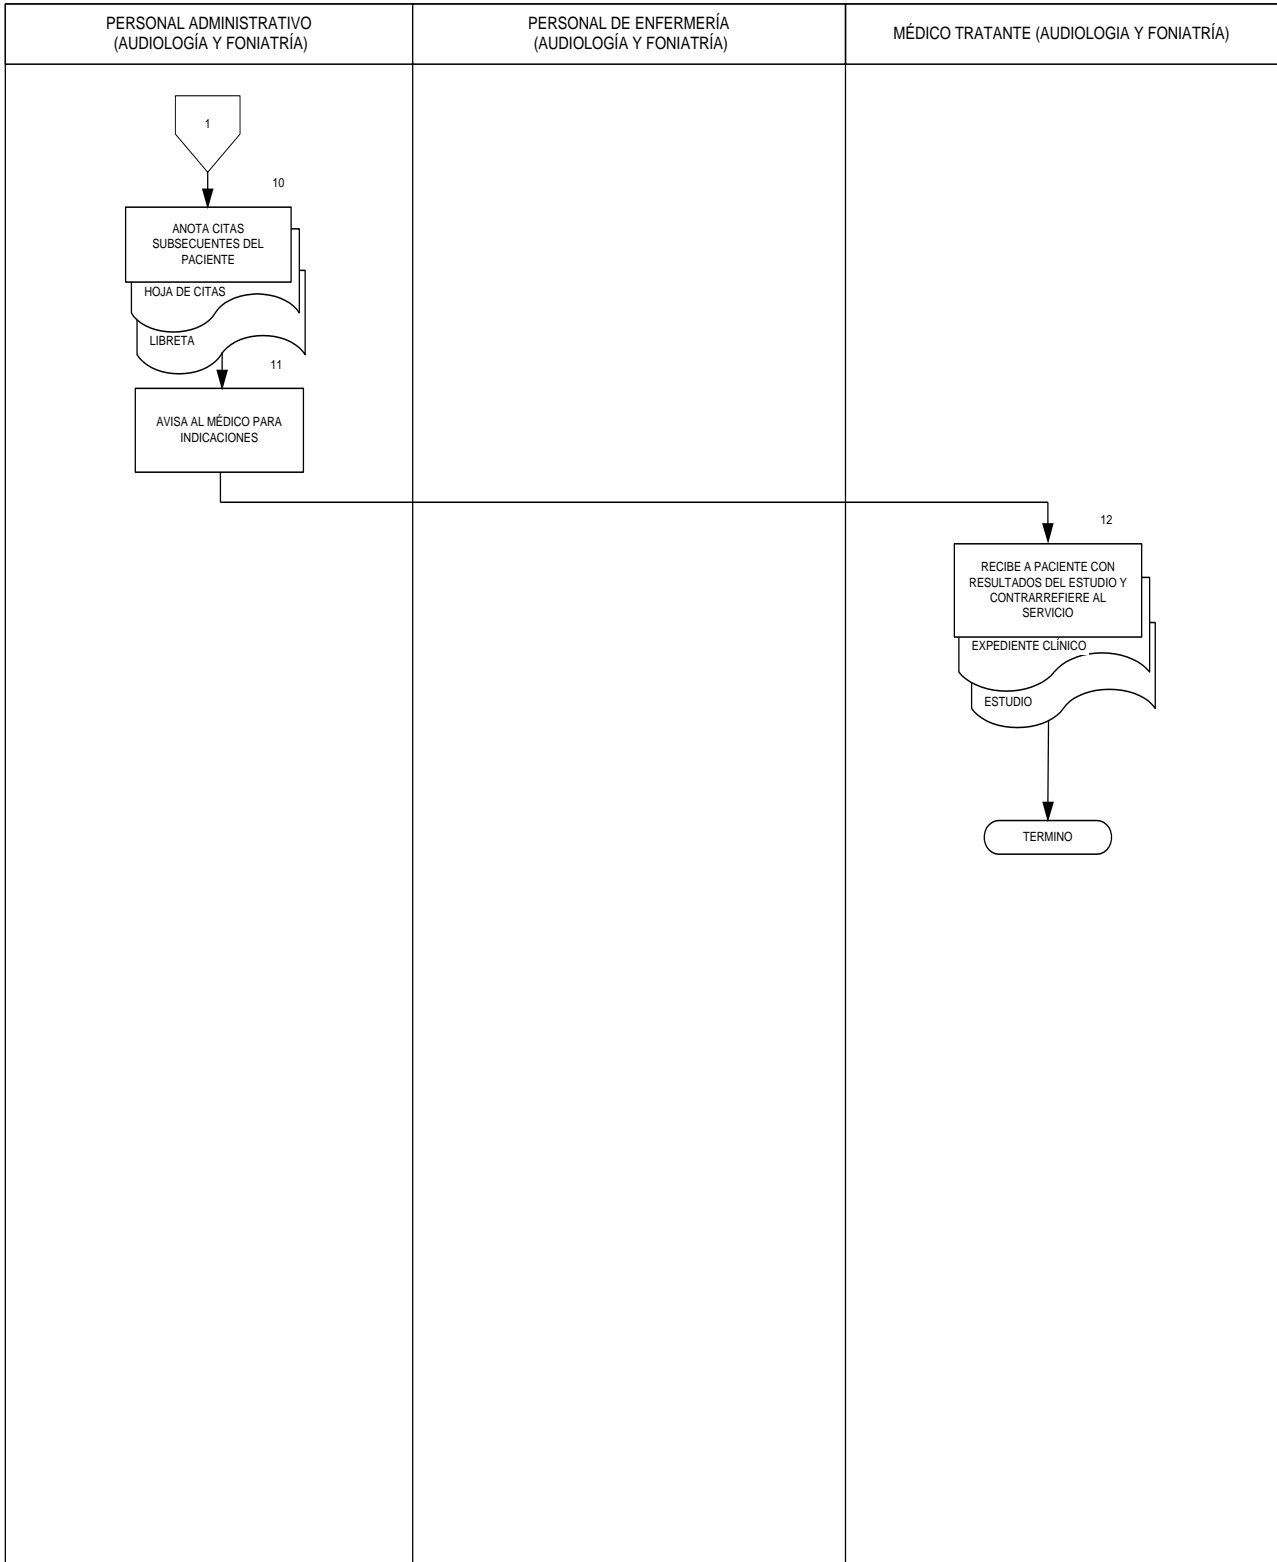 PERSONAL ADMINISTRATIVO
(AUDIOLOGÍA Y FONIATRÍA)
PERSONAL DE ENFERMERÍA
(AUDIOLOGÍA Y FONIATRÍA)
MÉDICO TRATANTE (AUDIOLOGIA Y FONIATRÍA)
1
10
ANOTA CITAS
SUBSECUENTES DEL
PACIENTE
HOJA DE CITAS
LIBRETA
11
AVISA AL MÉDICO PARA
INDICACIONES
12
RECIBE A PACIENTE CON
RESULTADOS DEL ESTUDIO Y
CONTRARREFIERE AL
SERVICIO
EXPEDIENTE CLÍNICO
ESTUDIO
TERMINO